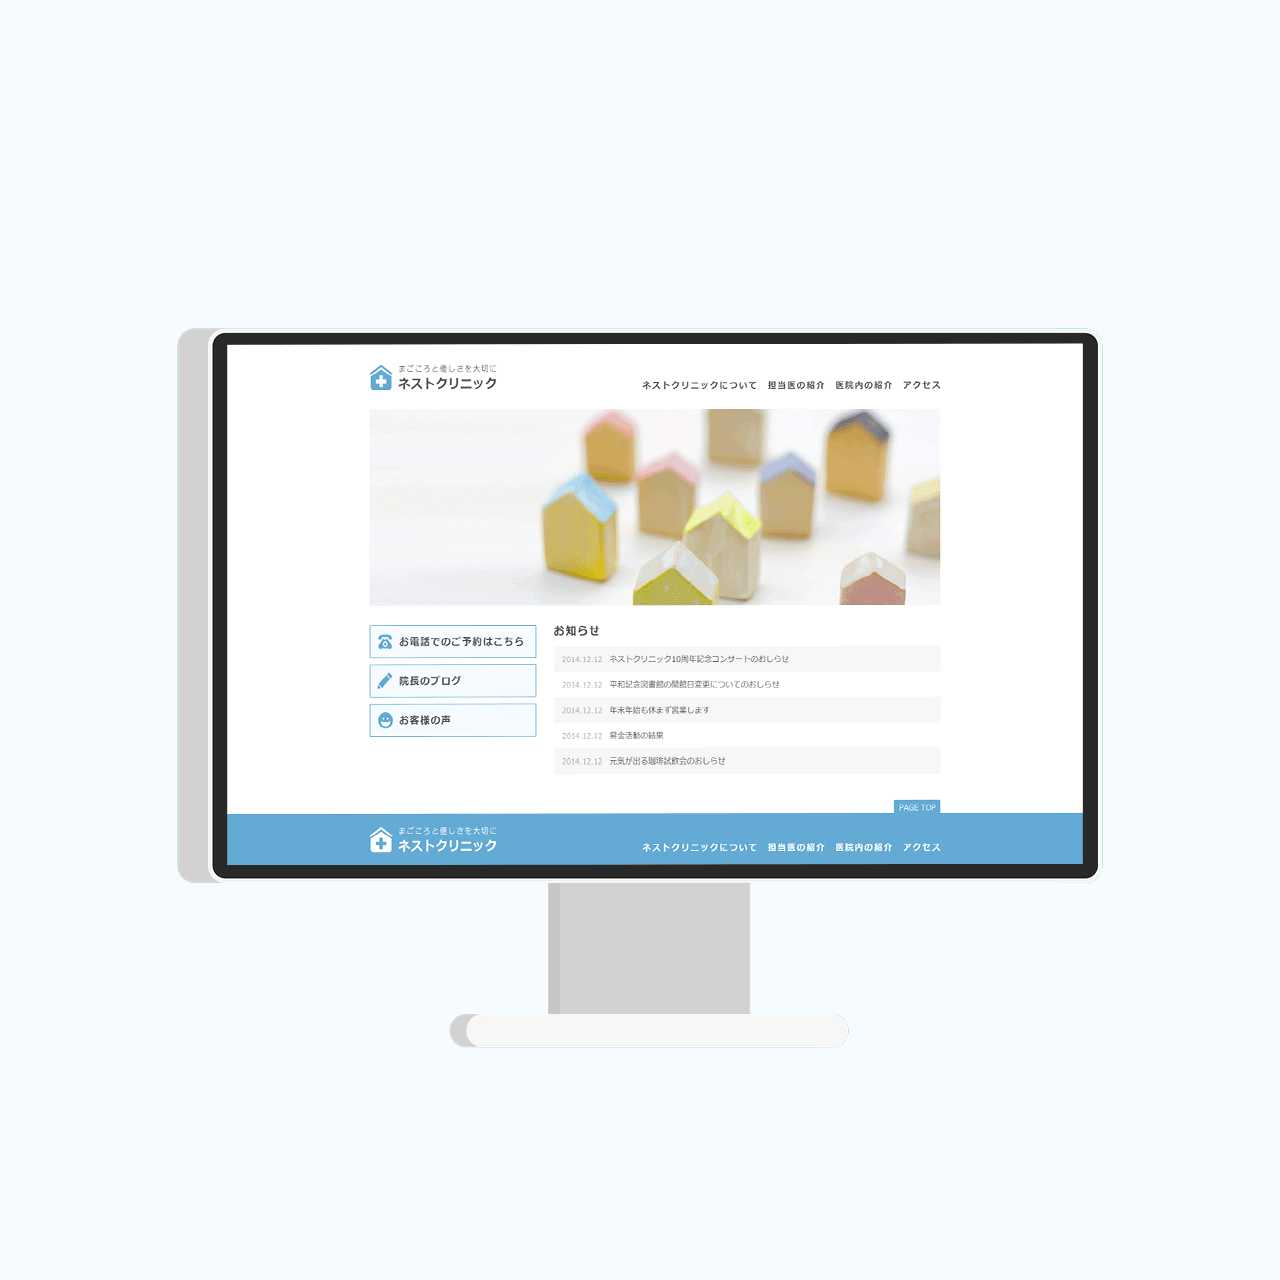 まごころと優しさを大切に
ネストクリニック
ネストクリニックについて 担当医の紹介 医院内の紹介 アクセス
お電話でのご予約はこちら
院長のブログ
お客様の声
お知らせ
2014.12.12 ネストクリニック10周年記念コンサートのおしらせ
2014.12.12 平和記念図書館の開館日変更についてのおしらせ
2014.12.12 年末年始も休まず営業します
2014.12.12 募金活動の結果
2014.12.12 元気が出る珈琲試飲会のおしらせ
PAGE TOP
まごころと優しさを大切に
ネストクリニック
ネストクリニックについて 担当医の紹介 医院内の紹介 アクセス